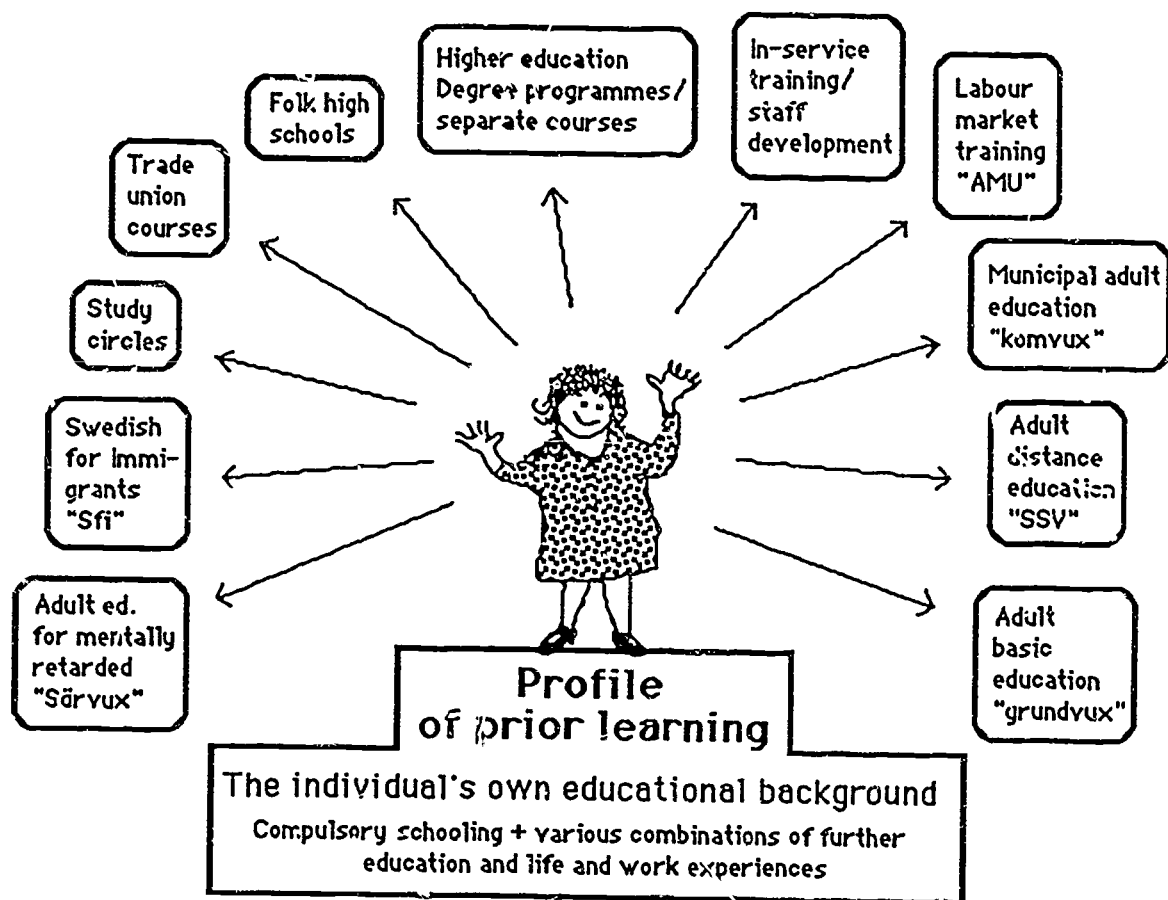 Higher education
Degree programmes/
separate courses
In-service
training/
staff
development
Folk high
schools
Labour
market
training
"AMU"
Trade
union
courses
Municipal adult
education
"komvux"
Study
circles
Swedish
for Immi-
grants
"Sfi"
Adult
distance
education
"SSV"
Adult ed.
for mentally
retarded
"Särvux"
Adult
basic
education
"grundvux"
Profile
of prior learning
The individual's own educational background
Compulsory schooling + various combinations of further
education and life and work experiences